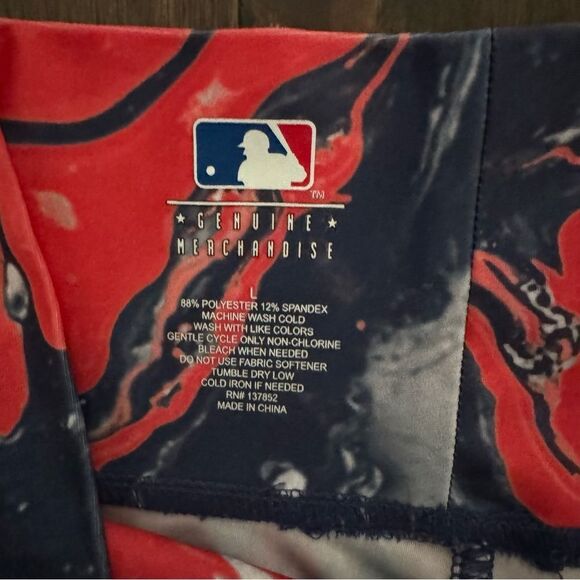 TM
★ GENUINE ★
MERCHANDISE
L
88% POLYESTER 12% SPANDEX
MACHINE WASH COLD
WASH WITH LIKE COLORS
GENTLE CYCLE ONLY NON-CHLORINE
BLEACH WHEN NEEDED
DO NOT USE FABRIC SOFTENER
TUMBLE DRY LOW
COLD IRON IF NEEDED
RN# 137852
MADE IN CHINA